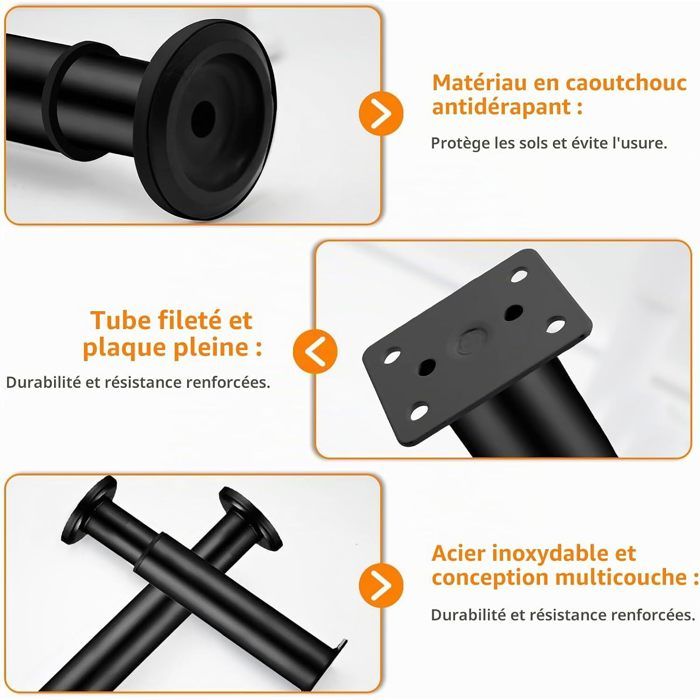 Matériau en caoutchouc
antidérapant :
Protège les sols et évite l'usure.
Tube fileté et
plaque pleine :
Durabilité et résistance renforcées.
Acier inoxydable et
conception multicouche :
Durabilité et résistance renforcées.